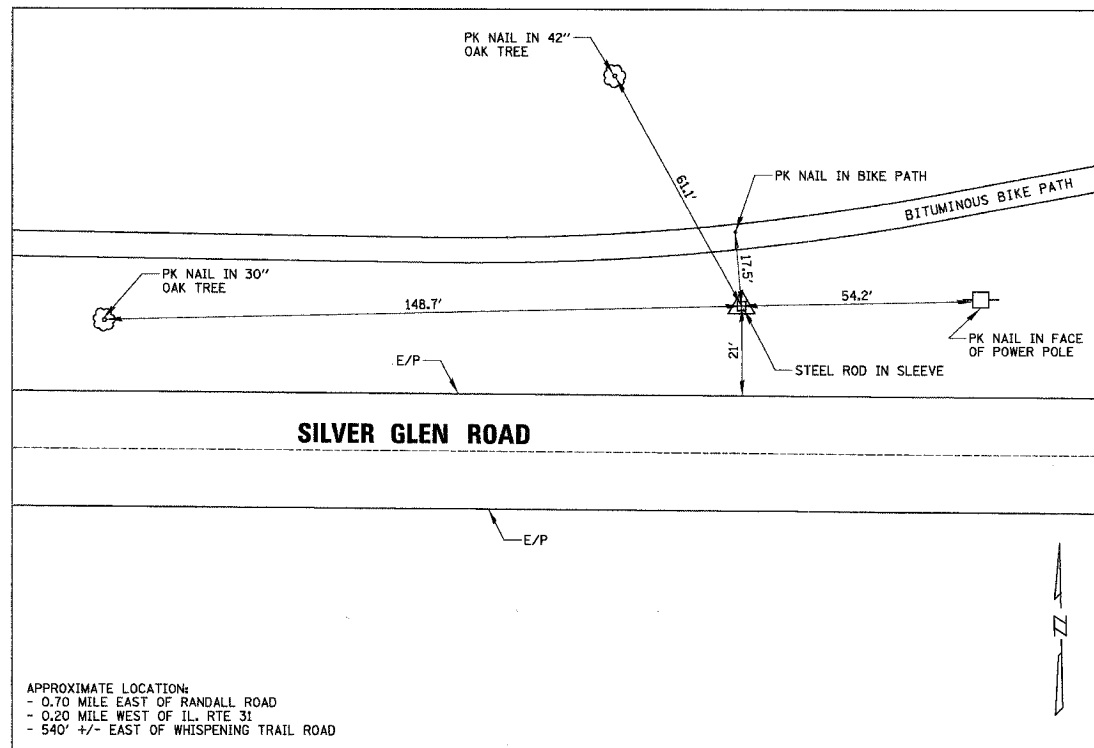 PK NAIL IN 42"
OAK TREE
61.1'
PK NAIL IN BIKE PATH
BITUMINOUS BIKE PATH
17.5'
PK NAIL IN 30"
OAK TREE
148.7'
54.2'
PK NAIL IN FACE
OF POWER POLE
21'
STEEL ROD IN SLEEVE
E/P
SILVER GLEN ROAD
E/P
N
APPROXIMATE LOCATION:
- 0.70 MILE EAST OF RANDALL ROAD
- 0.20 MILE WEST OF IL. RTE 31
- 540' +/- EAST OF WHISPENING TRAIL ROAD